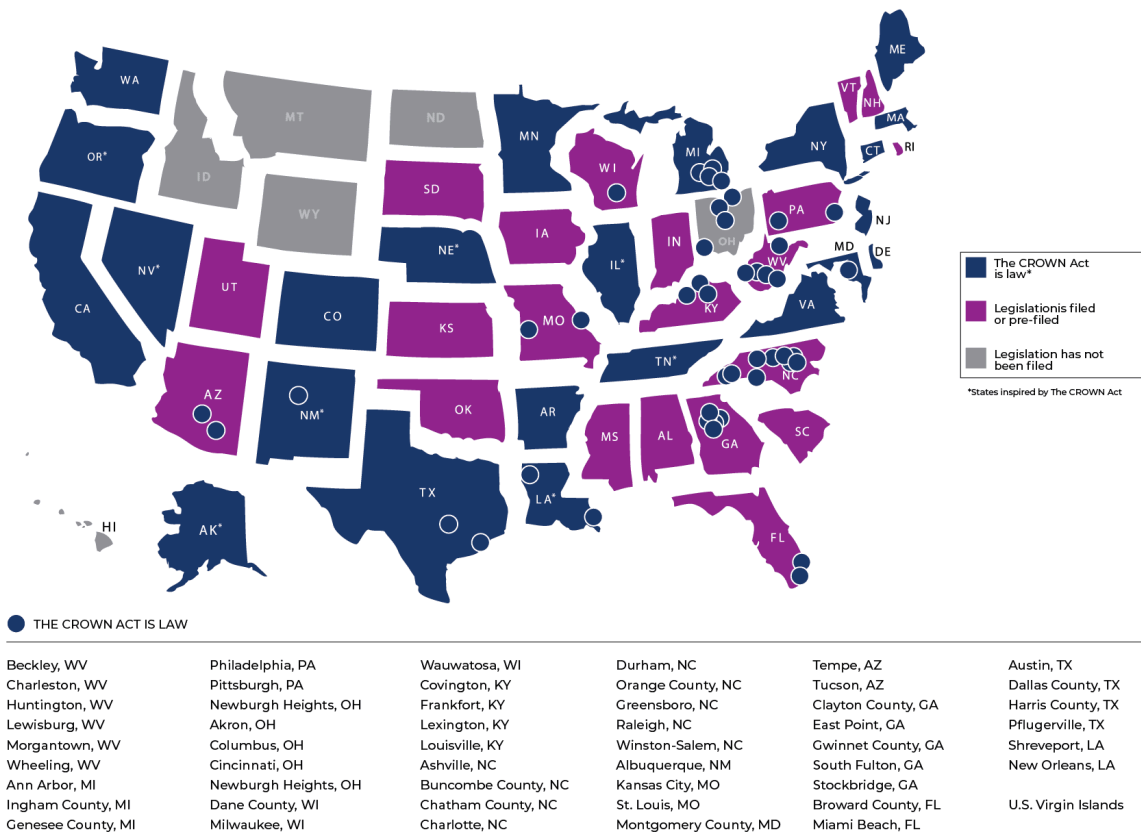 WA
OR*
CA
NV*
ID
MT
WY
UT
AZ
CO
NM*
ND
SD
NE*
KS
OK
TX
MN
IA
MO
AR
LA*
WI
IL*
MI
IN
OH
KY
TN*
MS
AL
GA
FL
SC
NC
VA
WV
PA
NY
VT
NH
ME
MA
CT
RI
NJ
DE
MD
AK*
HI
The CROWN Act
is law*
Legislationis filed
or pre-filed
Legislation has not
been filed
*States inspired by The CROWN Act
THE CROWN ACT IS LAW
Beckley, WV
Charleston, WV
Huntington, WV
Lewisburg, WV
Morgantown, WV
Wheeling, WV
Ann Arbor, MI
Ingham County, MI
Genesee County, MI
Philadelphia, PA
Pittsburgh, PA
Newburgh Heights, OH
Akron, OH
Columbus, OH
Cincinnati, OH
Newburgh Heights, OH
Dane County, WI
Milwaukee, WI
Wauwatosa, WI
Covington, KY
Frankfort, KY
Lexington, KY
Louisville, KY
Ashville, NC
Buncombe County, NC
Chatham County, NC
Charlotte, NC
Durham, NC
Orange County, NC
Greensboro, NC
Raleigh, NC
Winston-Salem, NC
Albuquerque, NM
Kansas City, MO
St. Louis, MO
Montgomery County, MD
Tempe, AZ
Tucson, AZ
Clayton County, GA
East Point, GA
Gwinnet County, GA
South Fulton, GA
Stockbridge, GA
Broward County, FL
Miami Beach, FL
Austin, TX
Dallas County, TX
Harris County, TX
Pflugerville, TX
Shreveport, LA
New Orleans, LA
U.S. Virgin Islands